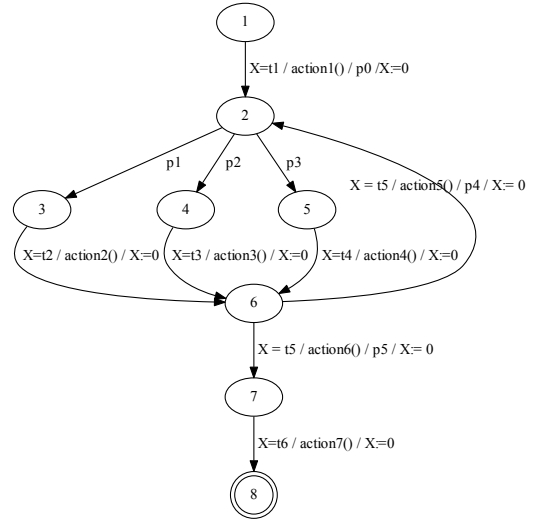 1
X=t1 / action1() / p0 /X:=0
2
p1
p2
p3
X = t5 / action5() / p4 / X:= 0
3
4
5
X=t2 / action2() / X:=0
X=t3 / action3() / X:=0
X=t4 / action4() / X:=0
6
X = t5 / action6() / p5 / X:= 0
7
X=t6 / action7() / X:=0
8